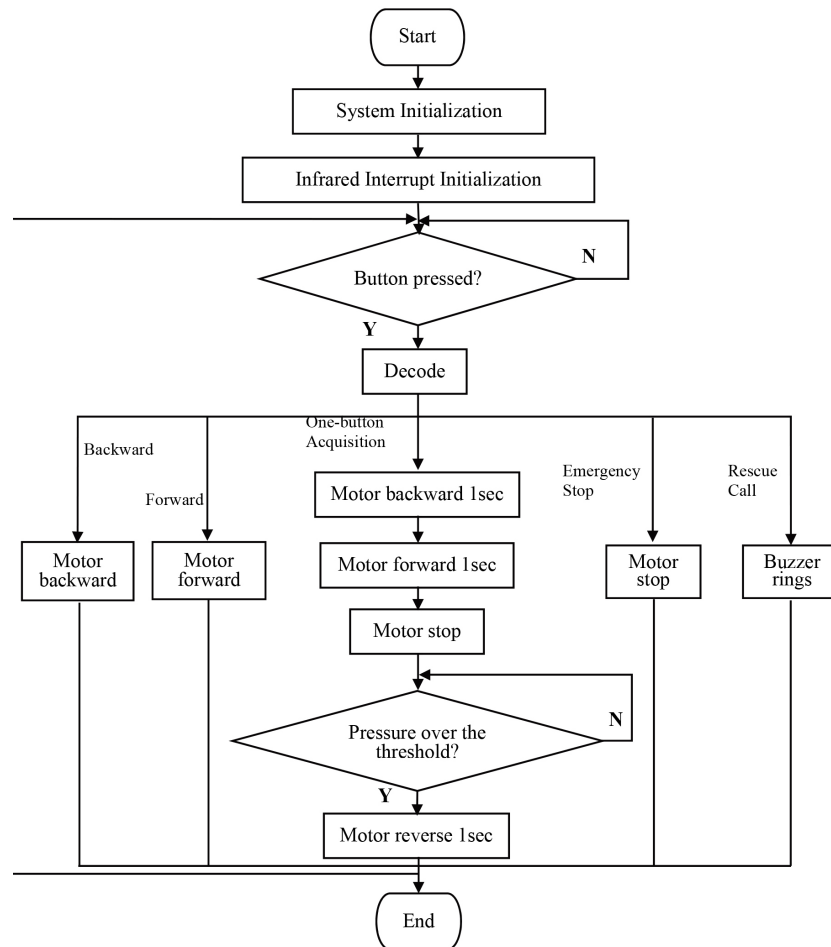 Start
System Initialization
Infrared Interrupt Initialization
N
Button pressed?
Y
Decode
One-button
Acquisition
Backward
Emergency
Stop
Rescue
Call
Forward
Motor backward 1sec
Motor
backward
Motor
forward
Motor forward 1sec
Motor
stop
Buzzer
rings
Motor stop
N
Pressure over the
threshold?
Y
Motor reverse 1sec
End